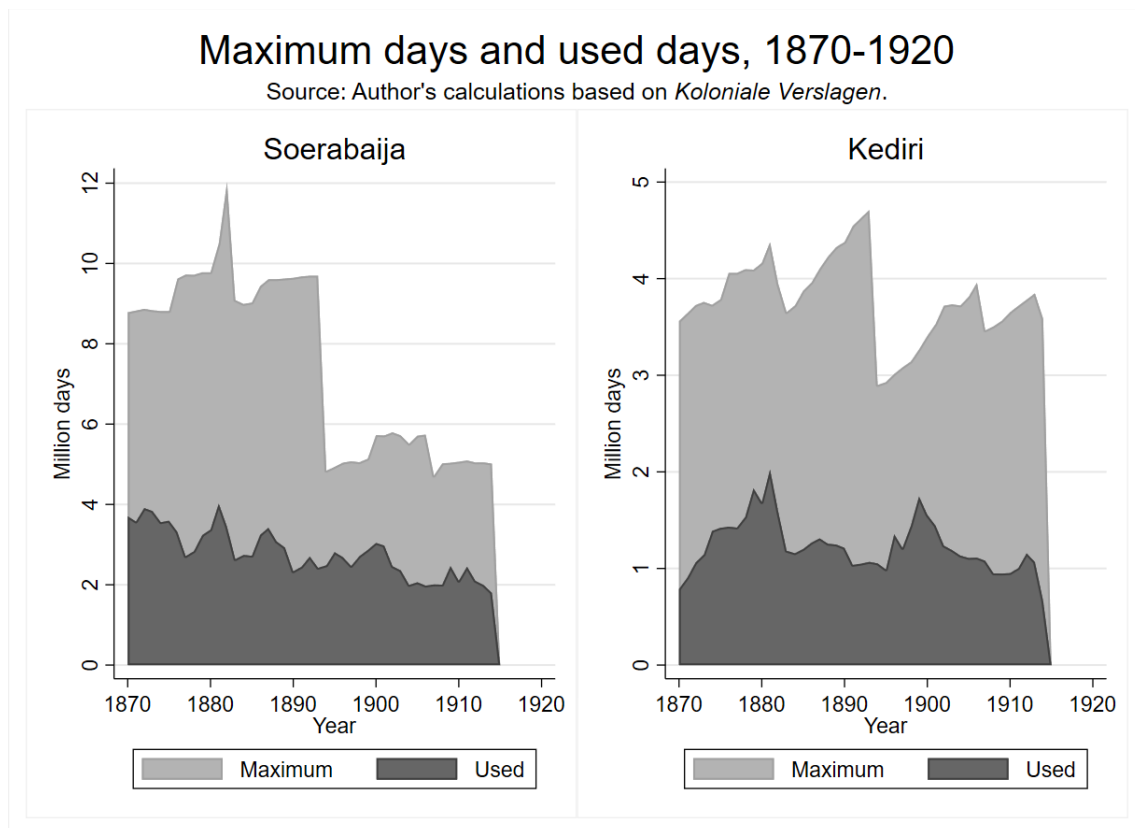 Maximum days and used days, 1870-1920
Source: Author's calculations based on Koloniale Verslagen.
Soerabaija
12
10
8
6
4
2
0
Million days
1870 1880 1890 1900 1910 1920
Year
Maximum Used
Kediri
5
4
3
2
1
0
Million days
1870 1880 1890 1900 1910 1920
Year
Maximum Used